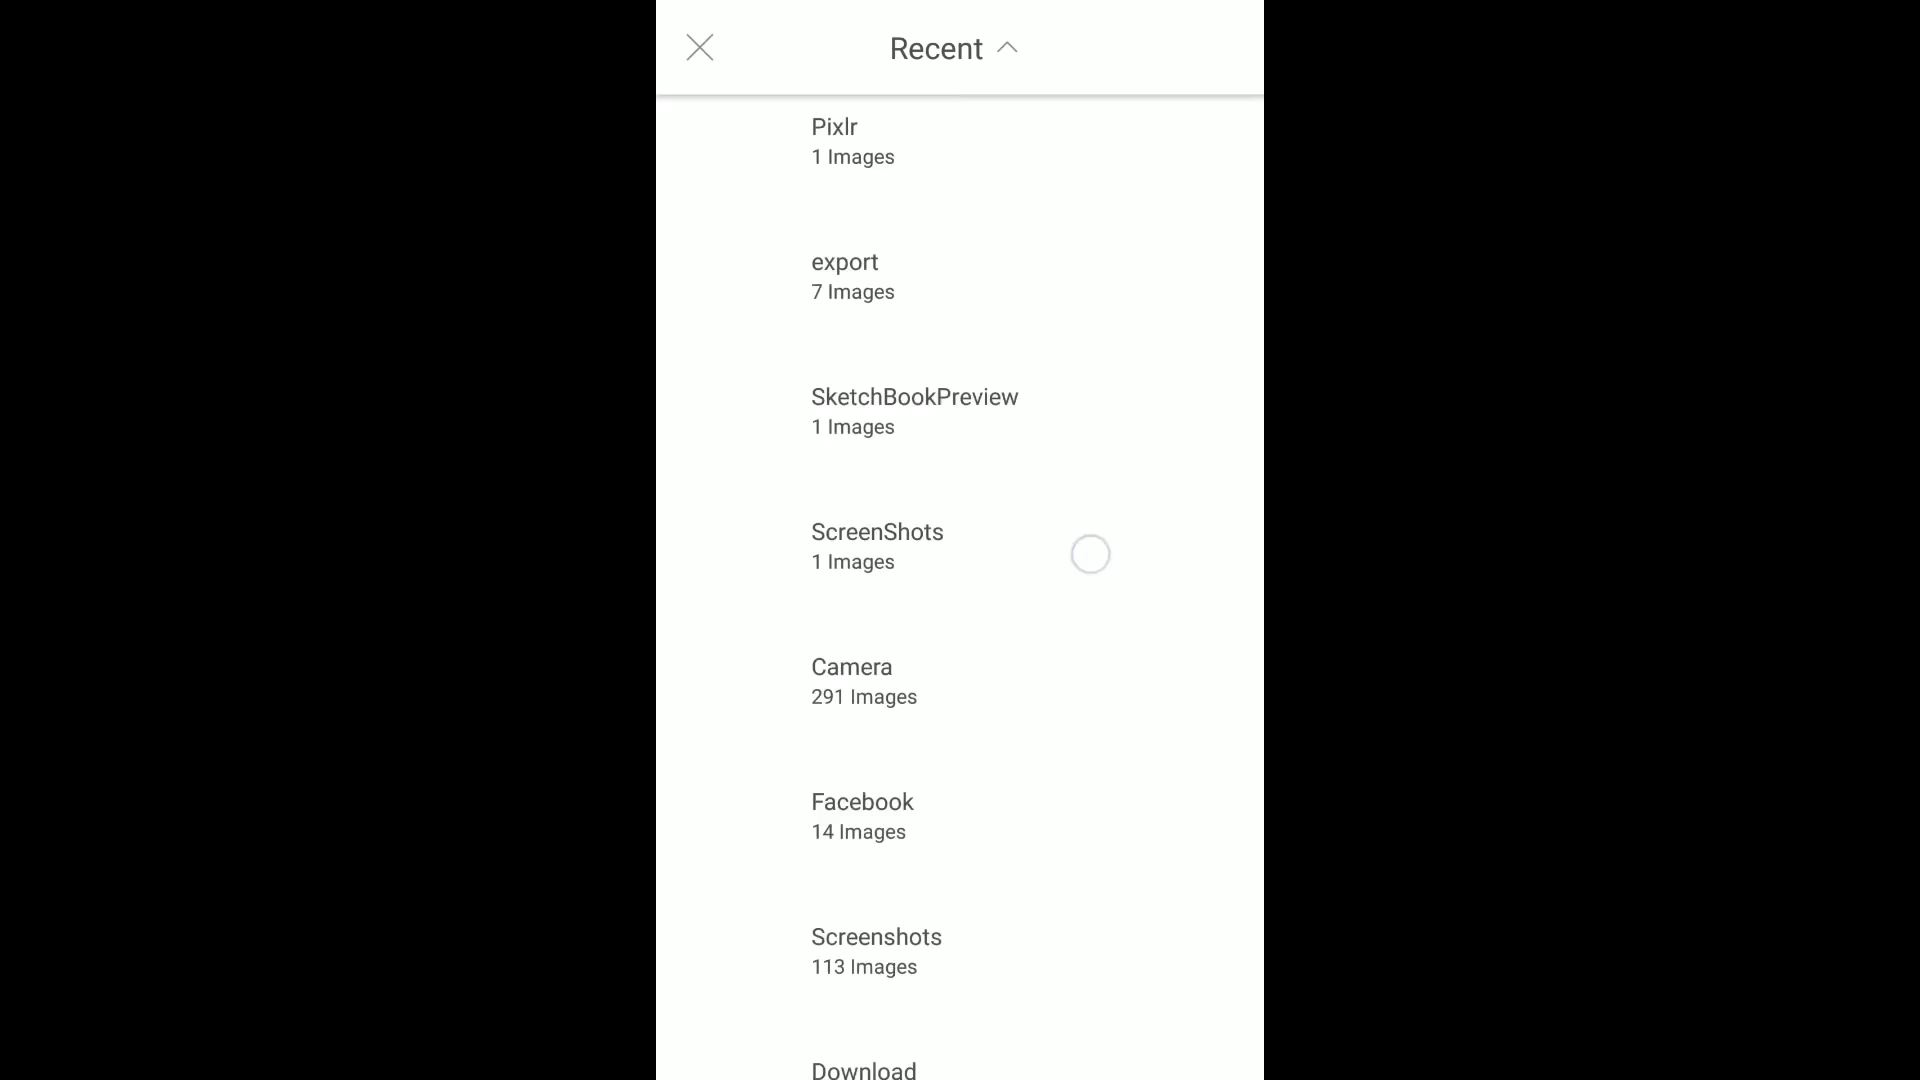 Recent
Pixlr
1 Images
export
7 Images
SketchBookPreview
1 Images
ScreenShots
1 Images
Camera
291 Images
Facebook
14 Images
Screenshots
113 Images
Download